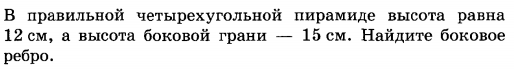 В правильной четырехугольной пирамиде высота равна
12 см, а высота боковой грани — 15 см. Найдите боковое
ребро.